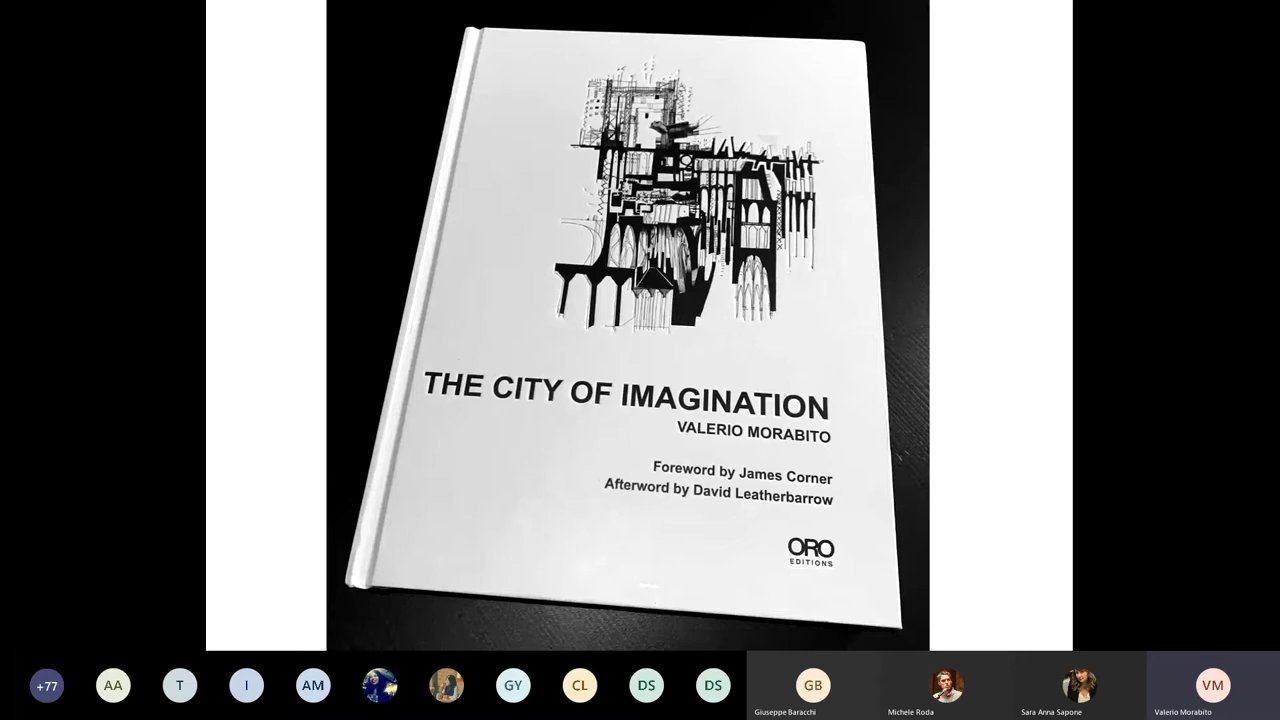 THE CITY OF IMAGINATION
VALERIO MORABITO
Foreword by James Corner
Afterword by David Leatherbarrow
ORO
EDITIONS
+77
AA
T
I
AM
GY
CL
DS
DS
GB
VM
Giuseppe Baracchi
Michele Roda
Sara Anna Sapone
Valerio Morabito